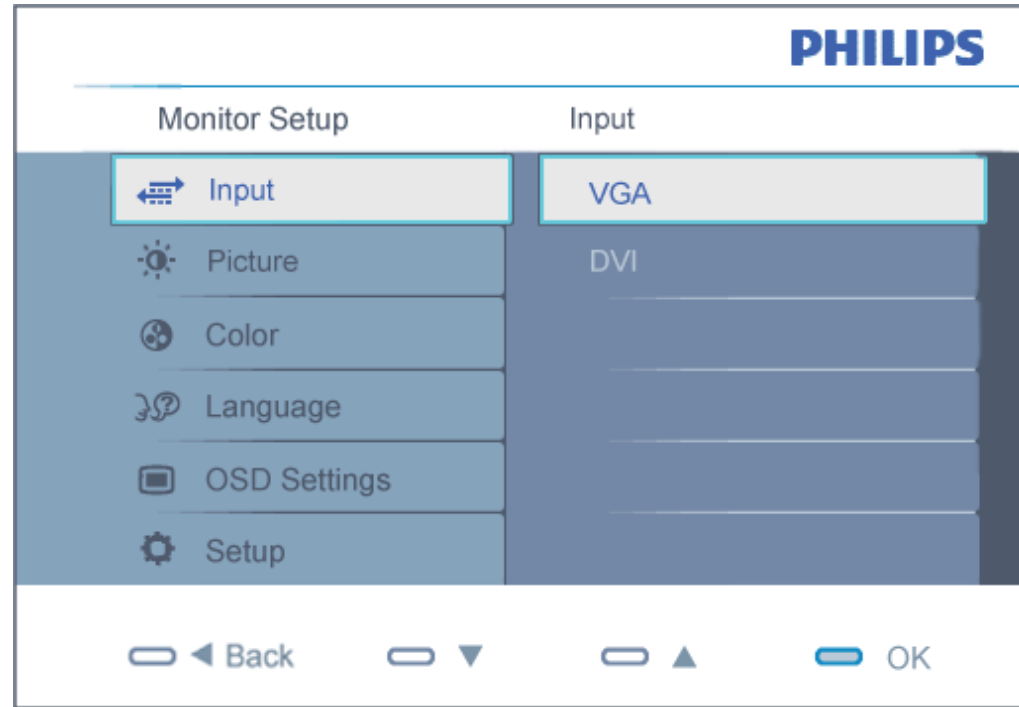 PHILIPS
Monitor Setup Input
Input VGA
Picture DVI
Color
Language
OSD Settings
Setup
Back OK